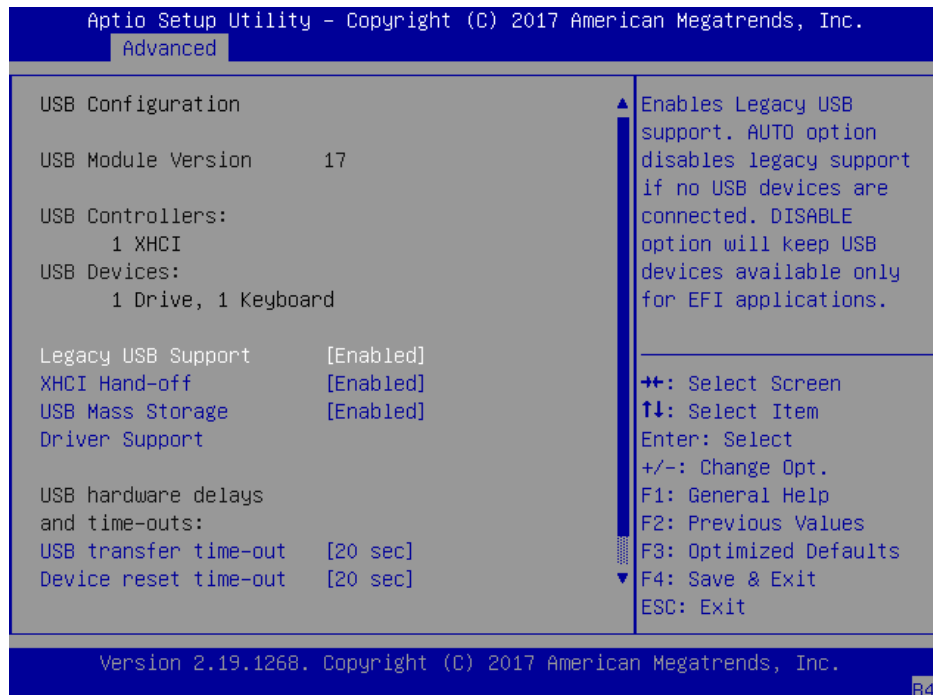 Aptio Setup Utility – Copyright (C) 2017 American Megatrends, Inc.
Advanced
USB Configuration
USB Module Version 17
USB Controllers:
1 XHCI
USB Devices:
1 Drive, 1 Keyboard
Legacy USB Support [Enabled]
XHCI Hand-off [Enabled]
USB Mass Storage [Enabled]
Driver Support
USB hardware delays
and time-outs:
USB transfer time-out [20 sec]
Device reset time-out [20 sec]
Enables Legacy USB
support. AUTO option
disables legacy support
if no USB devices are
connected. DISABLE
option will keep USB
devices available only
for EFI applications.
→←: Select Screen
↑↓: Select Item
Enter: Select
+/-: Change Opt.
F1: General Help
F2: Previous Values
F3: Optimized Defaults
F4: Save & Exit
ESC: Exit
Version 2.19.1268. Copyright (C) 2017 American Megatrends, Inc.
B4